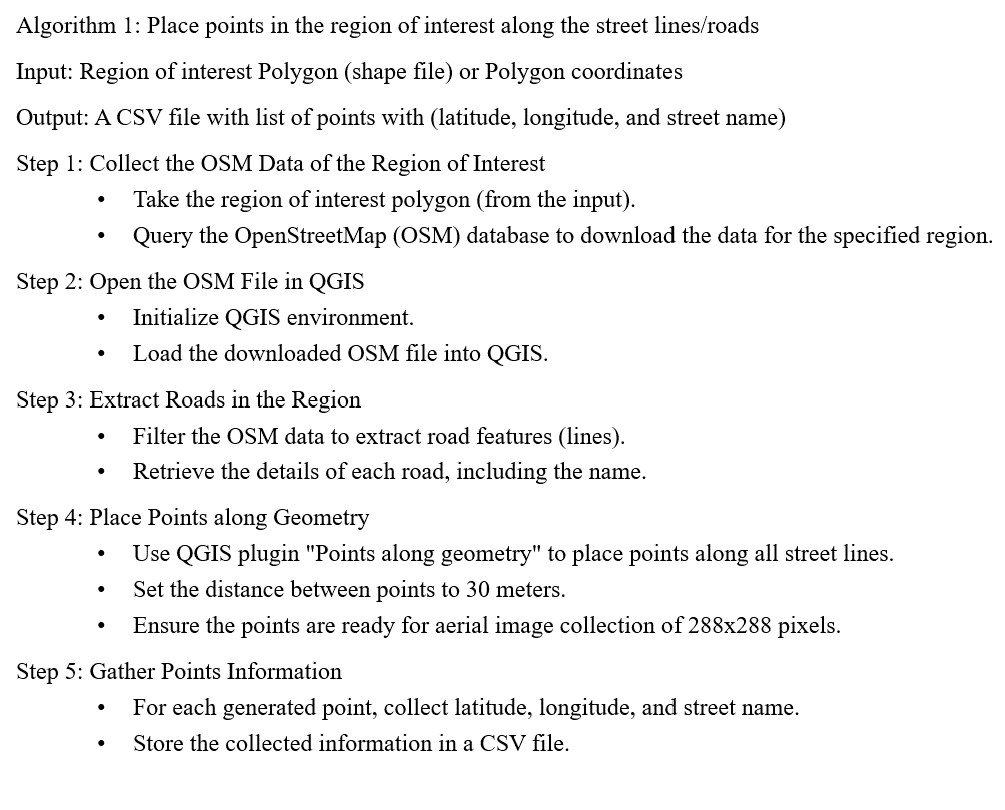 Algorithm 1: Place points in the region of interest along the street lines/roads
Input: Region of interest Polygon (shape file) or Polygon coordinates
Output: A CSV file with list of points with (latitude, longitude, and street name)
Step 1: Collect the OSM Data of the Region of Interest
• Take the region of interest polygon (from the input).
• Query the OpenStreetMap (OSM) database to download the data for the specified region.
Step 2: Open the OSM File in QGIS
• Initialize QGIS environment.
• Load the downloaded OSM file into QGIS.
Step 3: Extract Roads in the Region
• Filter the OSM data to extract road features (lines).
• Retrieve the details of each road, including the name.
Step 4: Place Points along Geometry
• Use QGIS plugin "Points along geometry" to place points along all street lines.
• Set the distance between points to 30 meters.
• Ensure the points are ready for aerial image collection of 288x288 pixels.
Step 5: Gather Points Information
• For each generated point, collect latitude, longitude, and street name.
• Store the collected information in a CSV file.